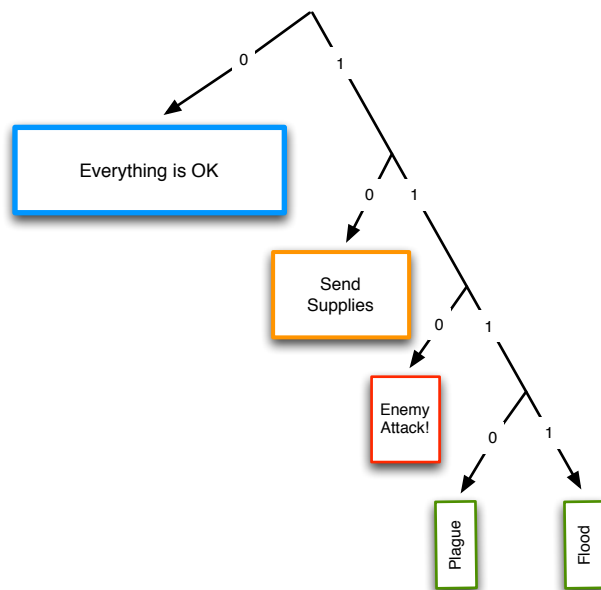 0
1
Everything is OK
0
1
Send
Supplies
0
1
Enemy
Attack!
0
1
Plague
Flood